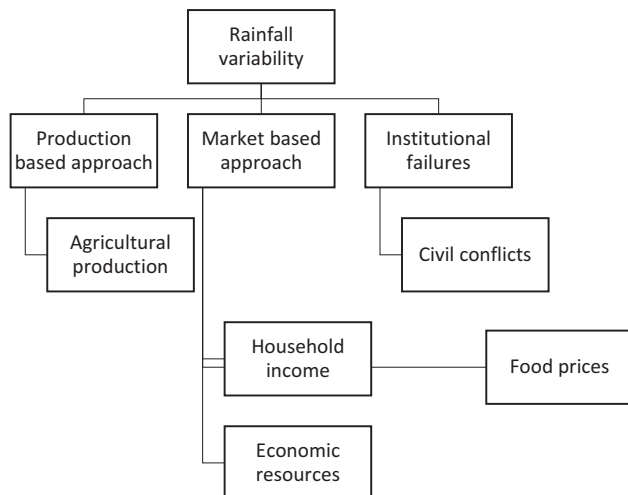 Rainfall
variability
Production
based approach
Market based
approach
Institutional
failures
Agricultural
production
Civil conflicts
Household
income
Food prices
Economic
resources